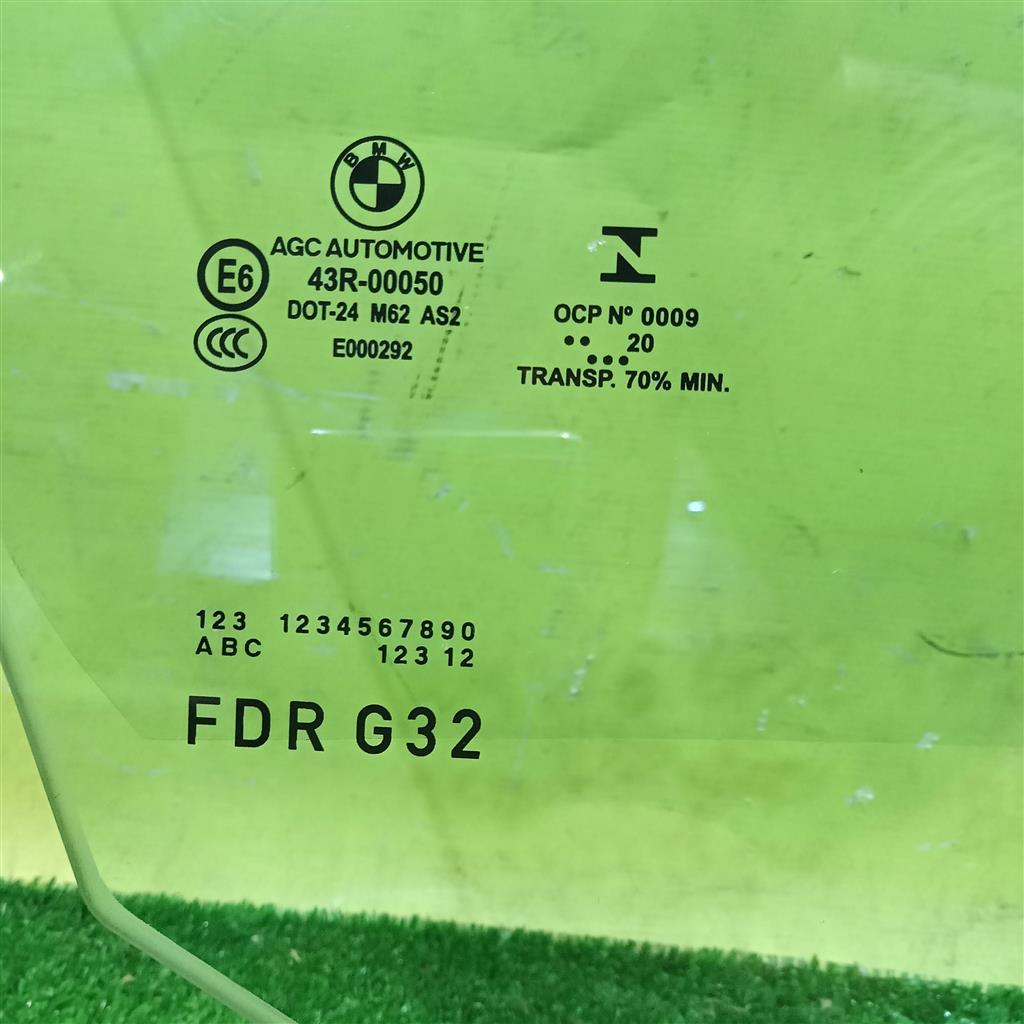 BMW
AGC AUTOMOTIVE
E6
43R-00050
DOT-24 M62 AS2
CCC
E000292
N
OCP Nº 0009
•• 20
•••
TRANSP. 70% MIN.
123 1234567890
ABC 123 12
FDR G32